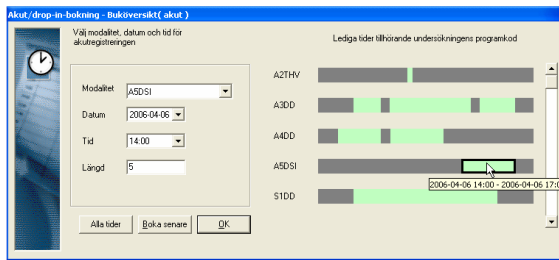 Akut/drop-in-bokning - Buköversikt( akut )
Välj modalitet, datum och tid för
akutregistreringen
Lediga tider tillhörande undersökningens programkod
Modalitet A5DSI
Datum 2006-04-06
Tid 14:00
Längd 5
Alla tider Boka senare OK
A2THV
A3DD
A4DD
A5DSI
2006-04-06 14:00 - 2006-04-06 17:0
S1DD